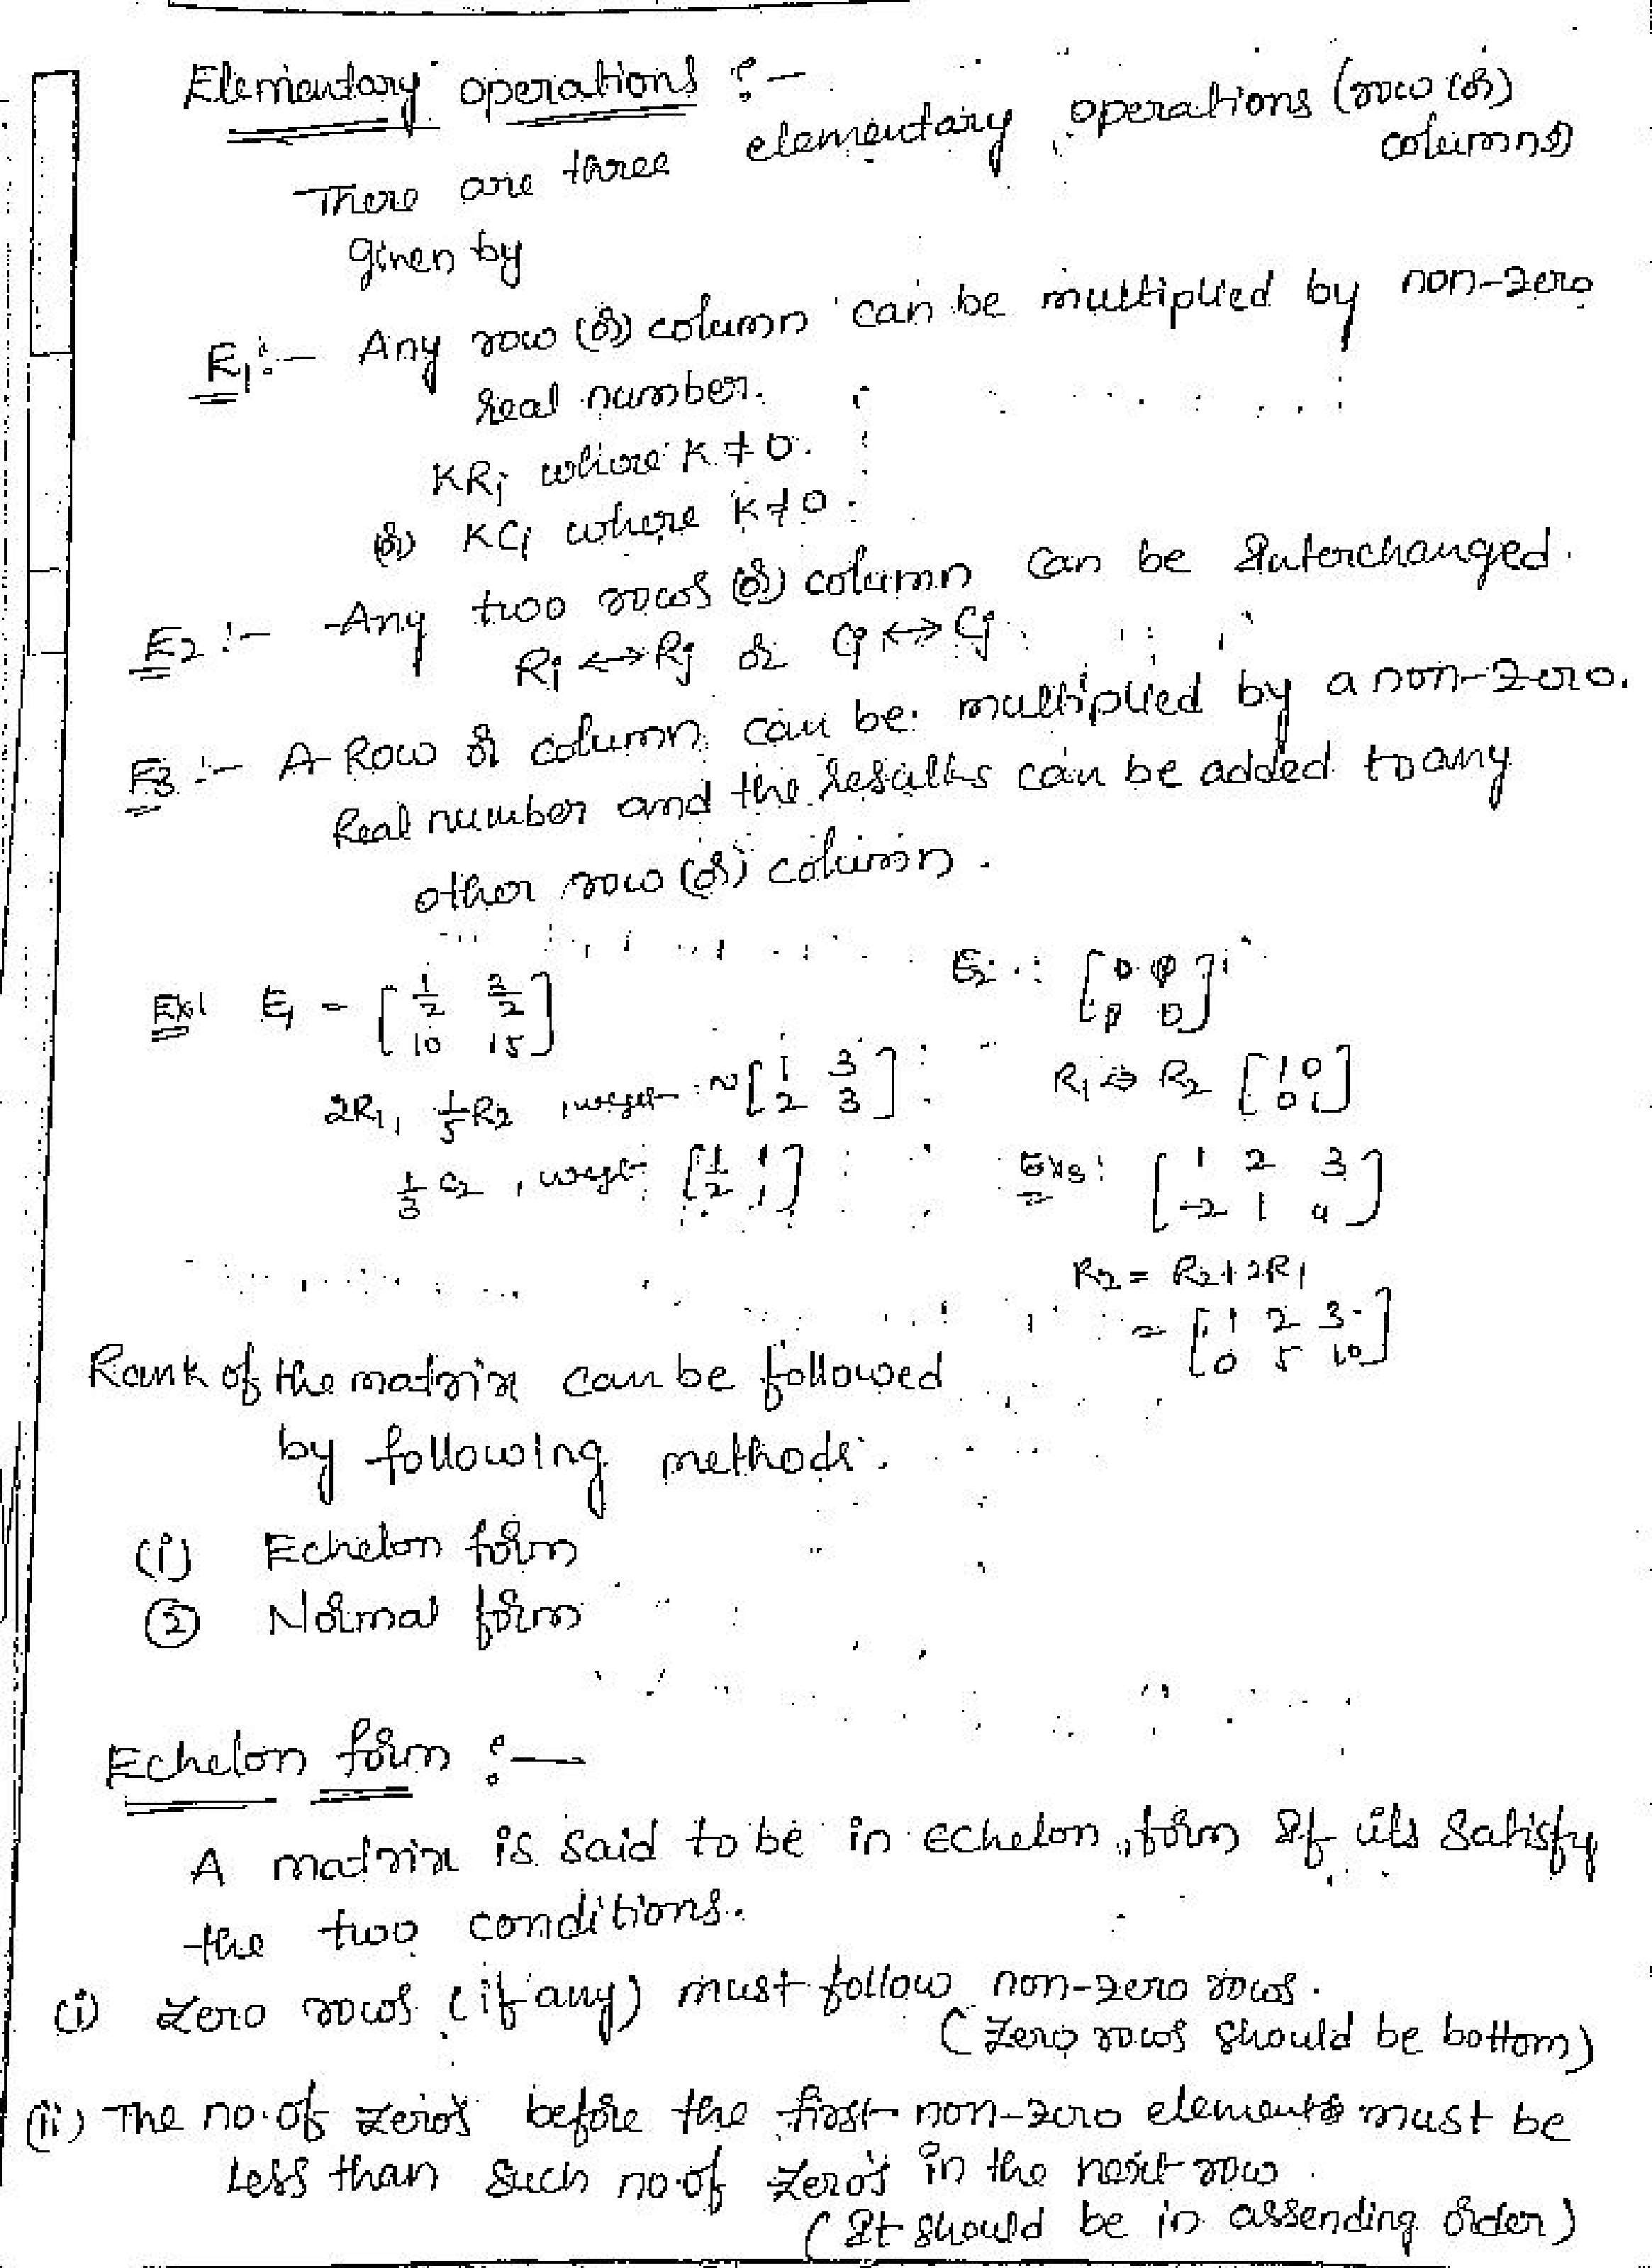 Elementary operations :-
There are three elementary operations (row (or) columns)
given by
E1 :- Any row (or) column can be multiplied by non-zero
real number.
KRi where K ≠ 0.
(or) KCi where K ≠ 0.
E2 :- Any two rows (or) column can be Interchanged.
Ri ↔ Rj or Ci ↔ Cj
E3 :- A Row or column can be multiplied by a non-zero.
Real number and the results can be added to any
other row (or) column.
Ex1 E1 - [ 1/2 3/2
10 15 ]
2R1, 1/5 R2, weget ~ [ 1 3
2 3 ]
1/3 C2, weget [ 1 1
2 1 ]
E2 : [ 0 1
1 0 ]
R1 ⇔ R2 [ 1 0
0 1 ]
Ex3: [ 1 2 3
-2 1 4 ]
R2 = R2 + 2R1
= [ 1 2 3
0 5 10 ]
Rank of the matrix can be followed
by following methods.
(i) Echelon form
② Normal form
Echelon form :-
A matrix is said to be in Echelon form If its Satisfy
the two conditions.
(i) Zero rows (if any) must follow non-zero rows.
(Zero rows should be bottom)
(ii) The no.of zero's before the first non-zero elements must be
Less than such no.of zero's in the next row.
(It should be in assending order)